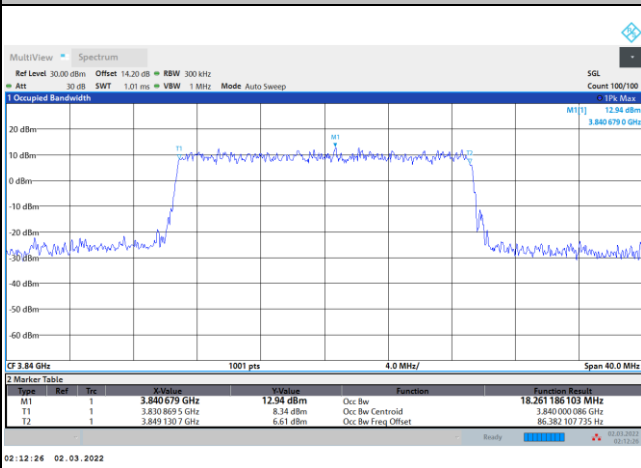 MultiView Spectrum
Ref Level 30.00 dBm Offset 14.20 dB RBW 300 kHz SGL
Att 30 dB SWT 1.01 ms VBW 1 MHz Mode Auto Sweep Count 100/100
1 Occupied Bandwidth 1Pk Max
M1[1] 12.94 dBm
3.840 679 0 GHz
20 dBm
M1
T1 T2
10 dBm
0 dBm
-10 dBm
-20 dBm
-30 dBm
-40 dBm
-50 dBm
-60 dBm
CF 3.84 GHz 1001 pts 4.0 MHz/ Span 40.0 MHz
2 Marker Table
Type Ref Trc X-Value Y-Value Function Function Result
M1 1 3.840 679 GHz 12.94 dBm Occ Bw 18.261 186 103 MHz
T1 1 3.830 869 5 GHz 8.34 dBm Occ Bw Centroid 3.840 000 086 GHz
T2 1 3.849 130 7 GHz 6.61 dBm Occ Bw Freq Offset 86.382 107 735 Hz
Ready 02.03.2022
02:12:26
02:12:26 02.03.2022